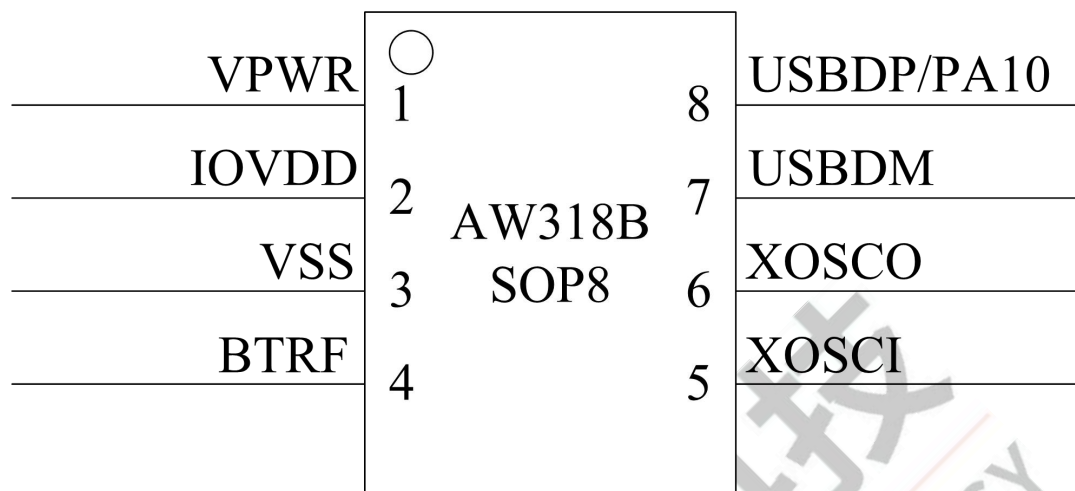 VPWR 1 8 USBDP/PA10
IOVDD 2 7 USBDM
AW318B
SOP8
VSS 3 6 XOSCO
BTRF 4 5 XOSCI
技